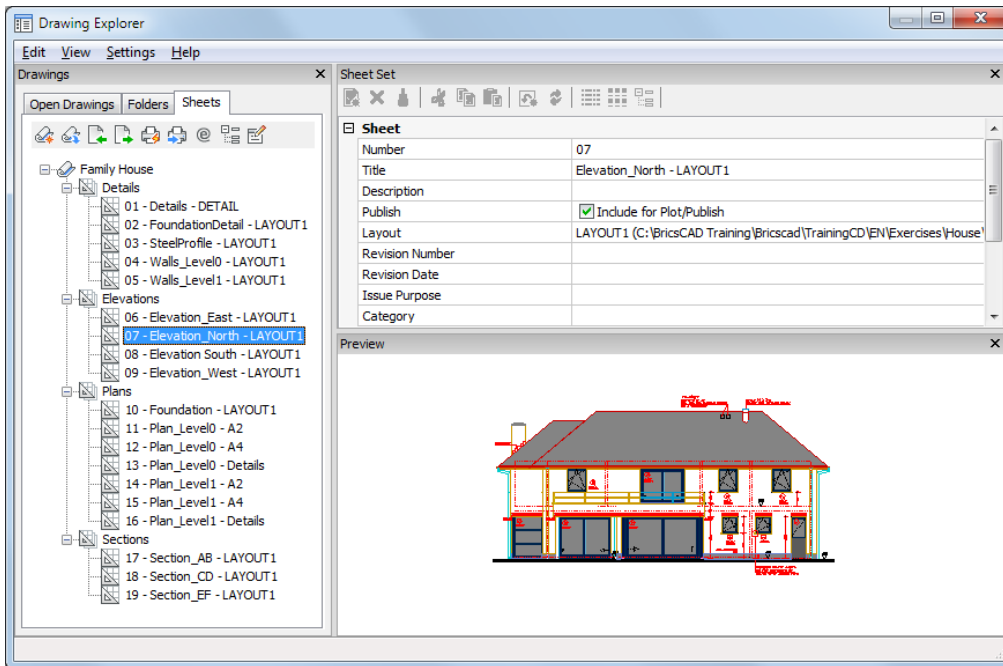 Drawing Explorer
Edit View Settings Help
Drawings
Open Drawings Folders Sheets
Family House
Details
01 - Details - DETAIL
02 - FoundationDetail - LAYOUT1
03 - SteelProfile - LAYOUT1
04 - Walls_Level0 - LAYOUT1
05 - Walls_Level1 - LAYOUT1
Elevations
06 - Elevation_East - LAYOUT1
07 - Elevation_North - LAYOUT1
08 - Elevation South - LAYOUT1
09 - Elevation_West - LAYOUT1
Plans
10 - Foundation - LAYOUT1
11 - Plan_Level0 - A2
12 - Plan_Level0 - A4
13 - Plan_Level0 - Details
14 - Plan_Level1 - A2
15 - Plan_Level1 - A4
16 - Plan_Level1 - Details
Sections
17 - Section_AB - LAYOUT1
18 - Section_CD - LAYOUT1
19 - Section_EF - LAYOUT1
Sheet Set
Sheet
Number 07
Title Elevation_North - LAYOUT1
Description
Publish Include for Plot/Publish
Layout LAYOUT1 (C:\BricsCAD Training\Bricscad\TrainingCD\EN\Exercises\House\
Revision Number
Revision Date
Issue Purpose
Category
Preview